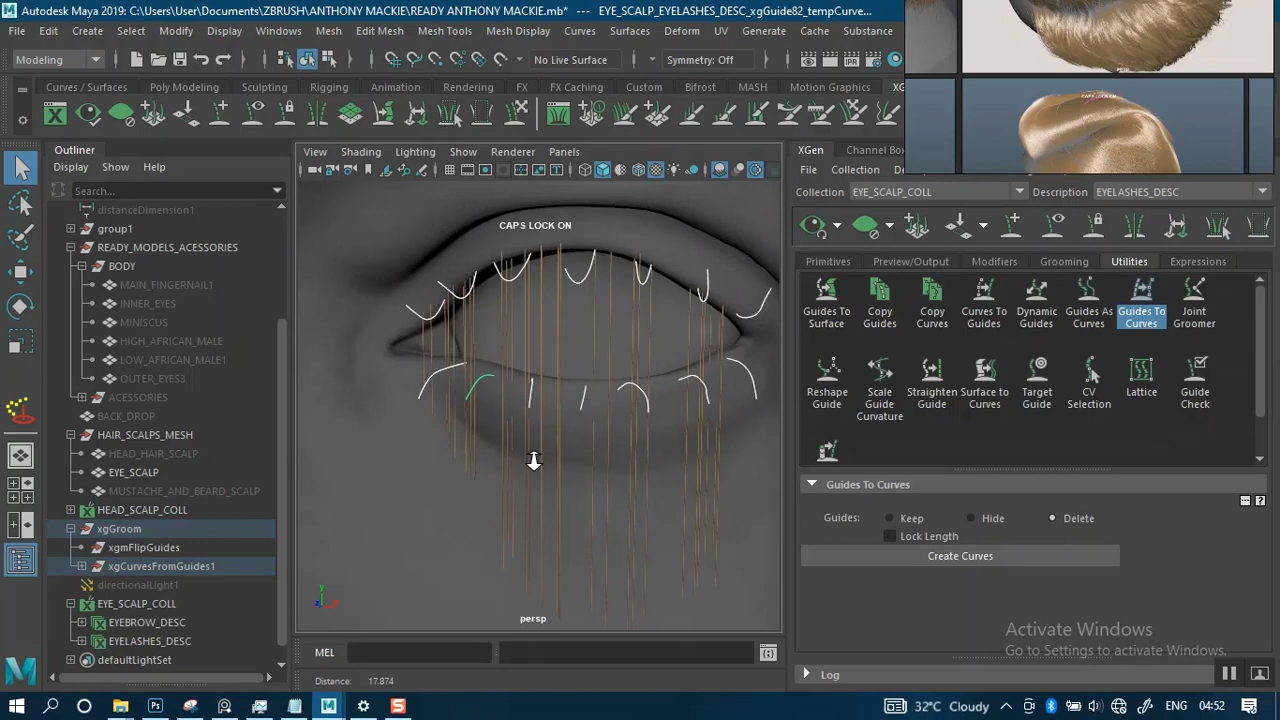 Autodesk Maya 2019: C:\Users\User\Documents\ZBRUSH\ANTHONY MACKIE\READY ANTHONY MACKIE.mb* --- EYE_SCALP_EYELASHES_DESC_xgGuide82_tempCurve...
File Edit Create Select Modify Display Windows Mesh Edit Mesh Mesh Tools Mesh Display Curves Surfaces Deform UV Generate Cache Substance
Modeling No Live Surface Symmetry: Off
Curves / Surfaces Poly Modeling Sculpting Rigging Animation Rendering FX FX Caching Custom Bifrost MASH Motion Graphics
Outliner
Display Show Help
Search...
distanceDimension1
group1
READY_MODELS_ACESSORIES
BODY
MAIN_FINGERNAIL1
INNER_EYES
MINISCUS
HIGH_AFRICAN_MALE
LOW_AFRICAN_MALE1
OUTER_EYES3
ACESSORIES
BACK_DROP
HAIR_SCALPS_MESH
HEAD_HAIR_SCALP
EYE_SCALP
MUSTACHE_AND_BEARD_SCALP
HEAD_SCALP_COLL
xgGroom
xgmFlipGuides
xgCurvesFromGuides1
directionalLight1
EYE_SCALP_COLL
EYEBROW_DESC
EYELASHES_DESC
defaultLightSet
View Shading Lighting Show Renderer Panels
CAPS LOCK ON
persp
MEL
Distance: 17.874
XGen Channel Box
File Collection
Collection EYE_SCALP_COLL Description EYELASHES_DESC
Primitives Preview/Output Modifiers Grooming Utilities Expressions
Guides To Surface
Copy Guides
Copy Curves
Curves To Guides
Dynamic Guides
Guides As Curves
Guides To Curves
Joint Groomer
Reshape Guide
Scale Guide Curvature
Straighten Guide
Surface to Curves
Target Guide
CV Selection
Lattice
Guide Check
Guides To Curves
Guides: Keep Hide Delete
Lock Length
Create Curves
Activate Windows
Go to Settings to activate Windows.
Log
32°C Cloudy ENG 04:52